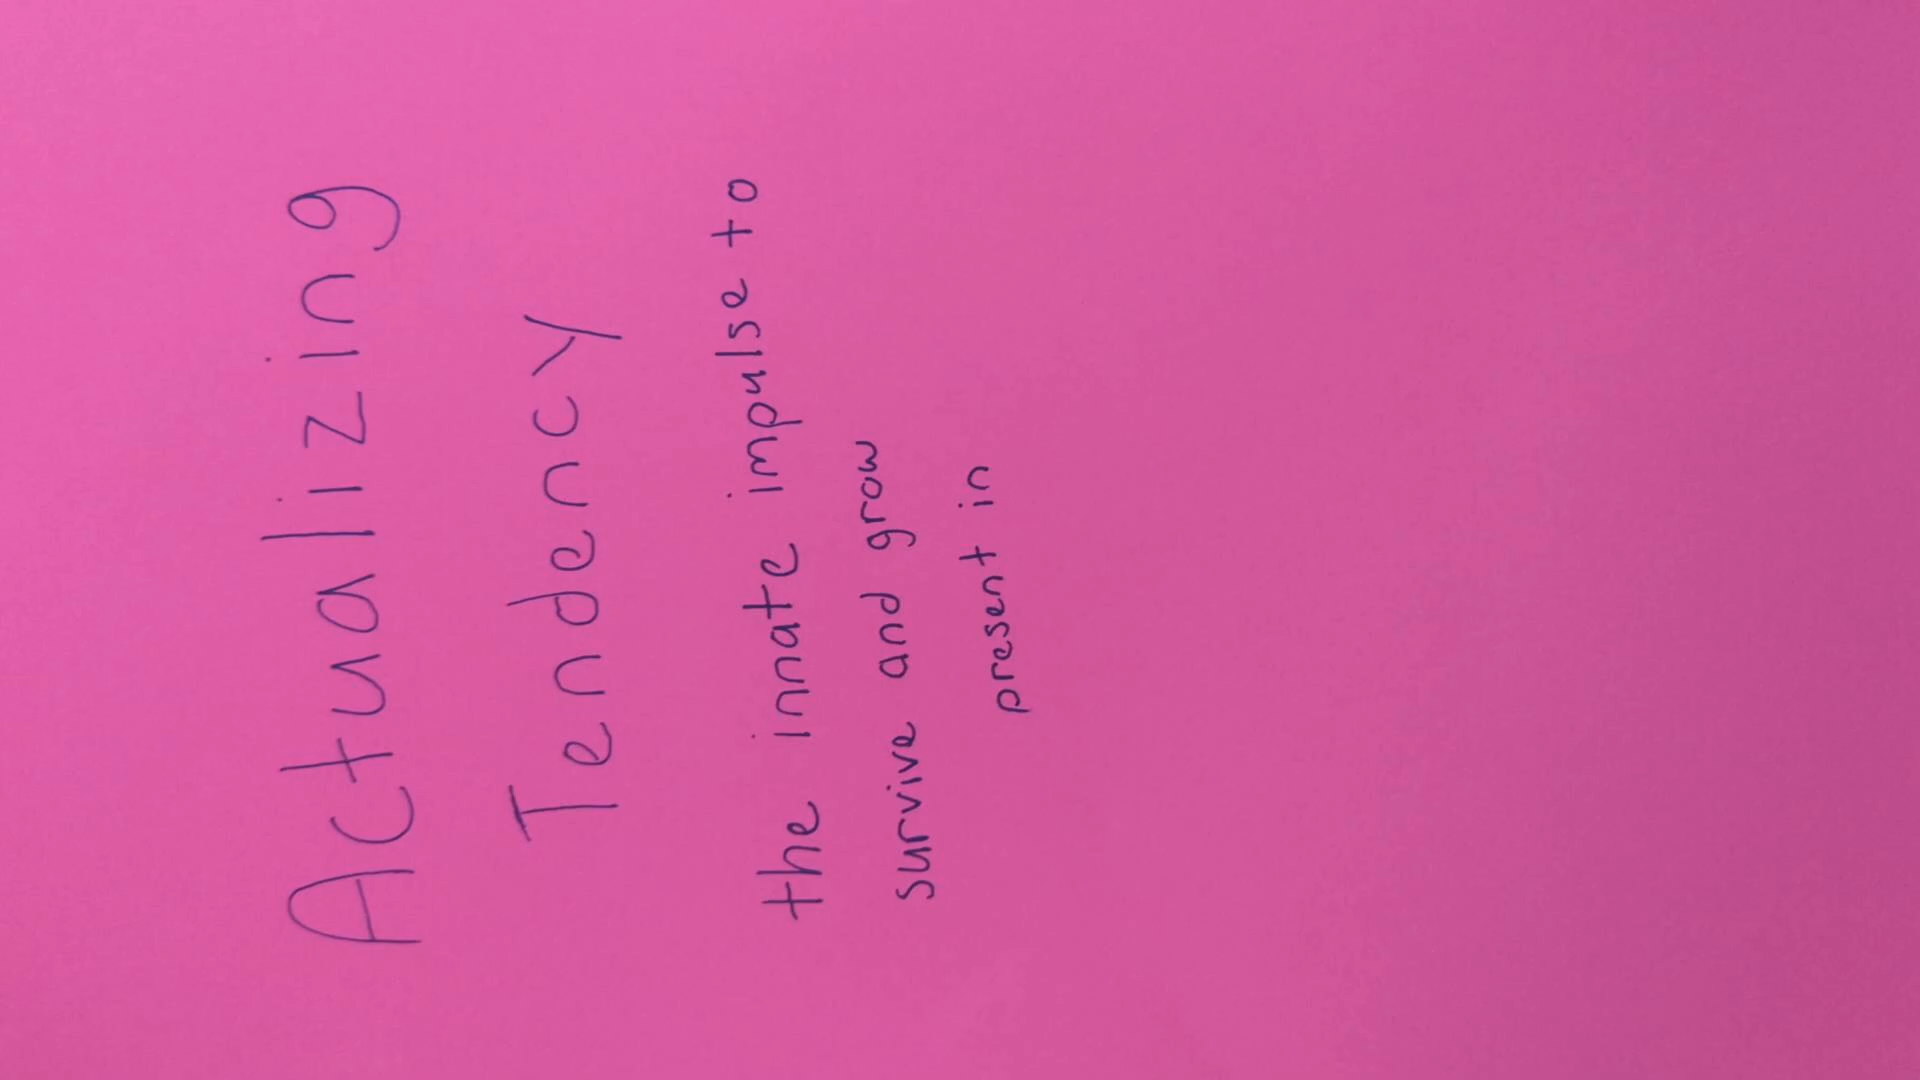 Actualizing
Tendency
the innate impulse to
survive and grow
present in